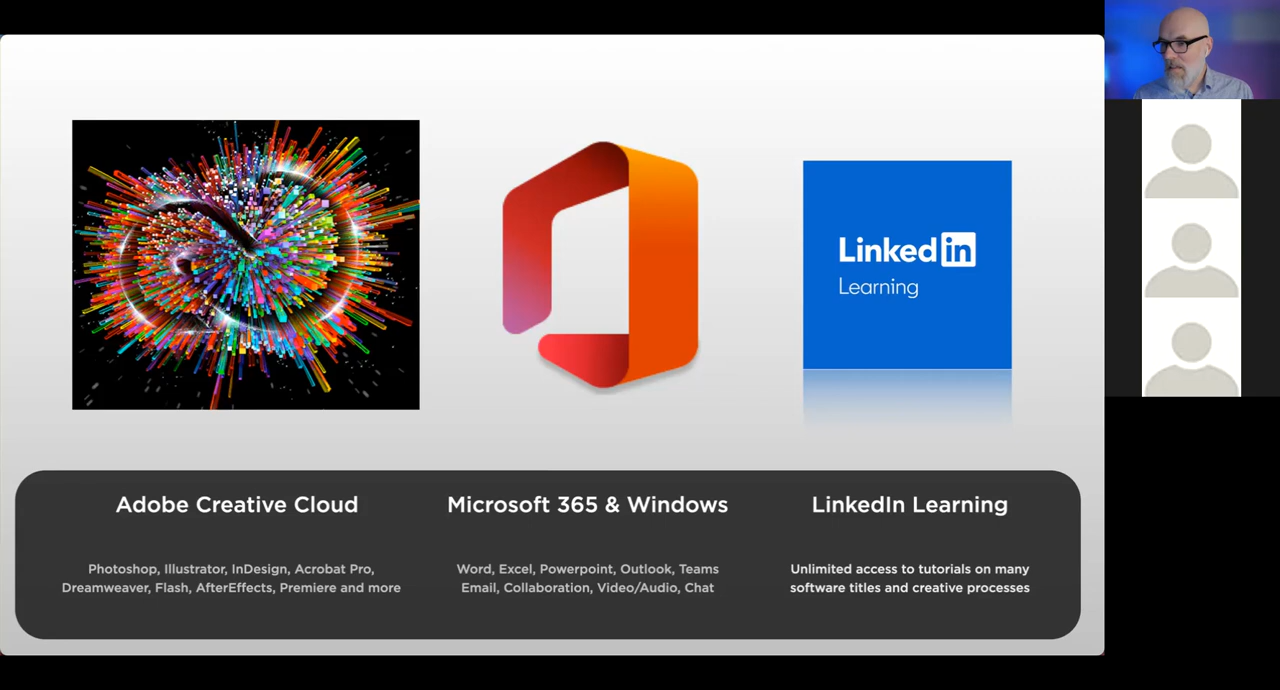 Linked in
Learning
Adobe Creative Cloud
Photoshop, Illustrator, InDesign, Acrobat Pro,
Dreamweaver, Flash, AfterEffects, Premiere and more
Microsoft 365 & Windows
Word, Excel, Powerpoint, Outlook, Teams
Email, Collaboration, Video/Audio, Chat
LinkedIn Learning
Unlimited access to tutorials on many
software titles and creative processes